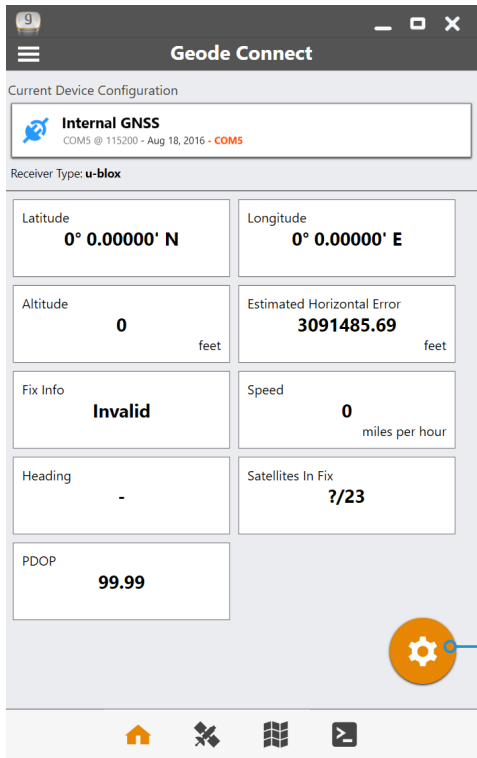 9
Geode Connect
Current Device Configuration
Internal GNSS
COM5 @ 115200 - Aug 18, 2016 - COM5
Receiver Type: u-blox
Latitude
0° 0.00000' N
Longitude
0° 0.00000' E
Altitude
0
feet
Estimated Horizontal Error
3091485.69
feet
Fix Info
Invalid
Speed
0
miles per hour
Heading
-
Satellites In Fix
?/23
PDOP
99.99